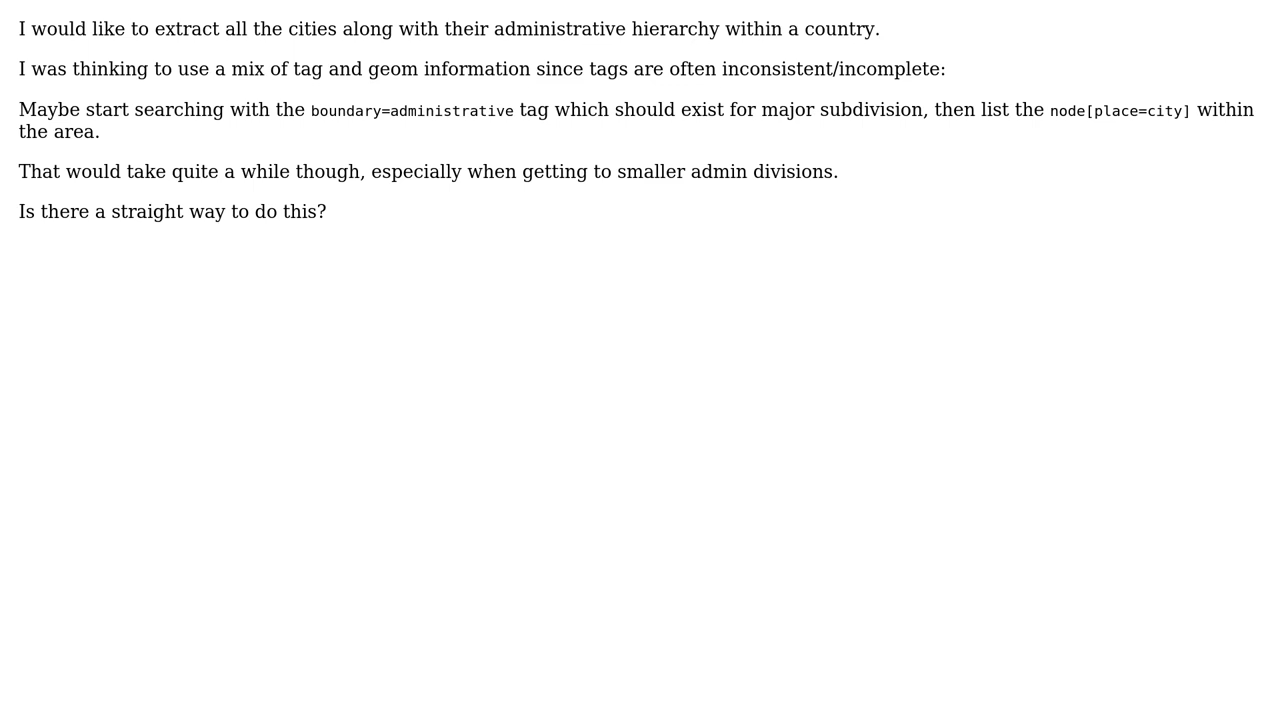 I would like to extract all the cities along with their administrative hierarchy within a country.
I was thinking to use a mix of tag and geom information since tags are often inconsistent/incomplete:
Maybe start searching with the boundary=administrative tag which should exist for major subdivision, then list the node[place=city] within
the area.
That would take quite a while though, especially when getting to smaller admin divisions.
Is there a straight way to do this?